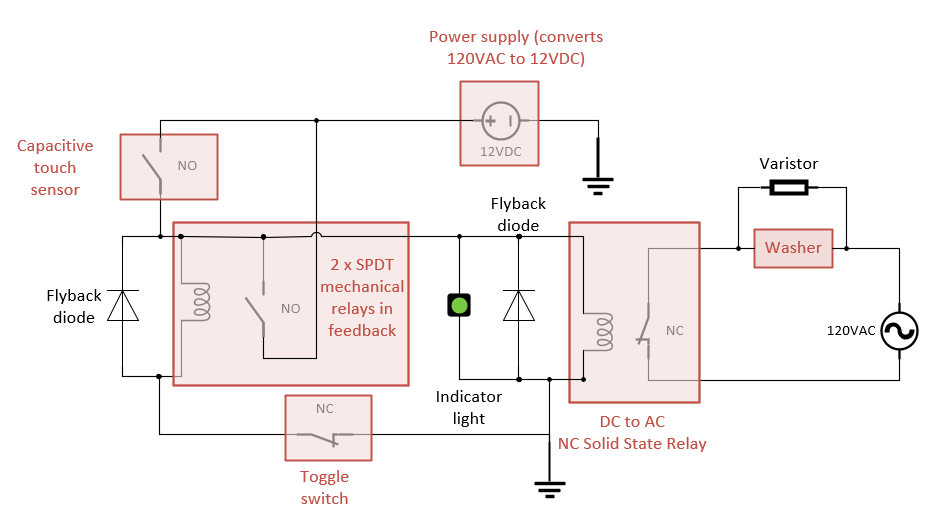 Power supply (converts
120VAC to 12VDC)
12VDC
Capacitive
touch
sensor
NO
Varistor
Flyback
diode
Washer
2 x SPDT
mechanical
relays in
feedback
NO
Flyback
diode
NC
120VAC
Indicator
light
NC
DC to AC
NC Solid State Relay
Toggle
switch